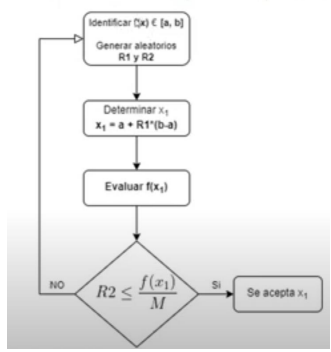 Identificar f(x) € [a, b]
Generar aleatorios
R1 y R2
Determinar x₁
x₁ = a + R1*(b-a)
Evaluar f(x₁)
NO
R2 ≤ f(x₁)/M
Si
Se acepta x₁